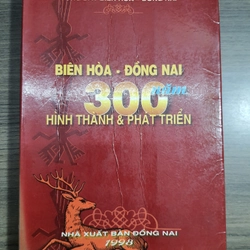 BIÊN HÒA - ĐỒNG NAI
300 năm
HÌNH THÀNH & PHÁT TRIỂN
NHÀ XUẤT BẢN ĐỒNG NAI
1998